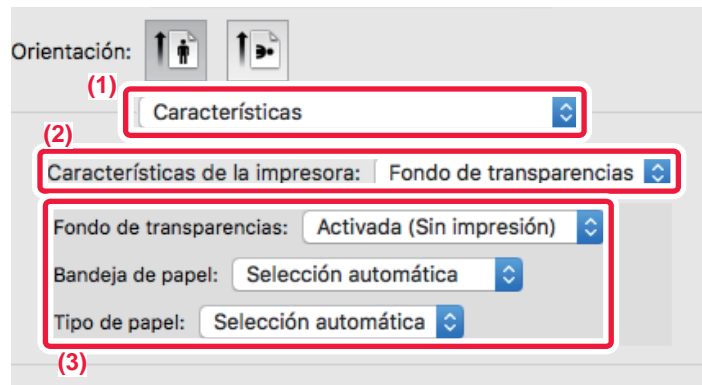 Orientación:
(1)
Características
(2)
Características de la impresora: Fondo de transparencias
Fondo de transparencias: Activada (Sin impresión)
Bandeja de papel: Selección automática
Tipo de papel: Selección automática
(3)